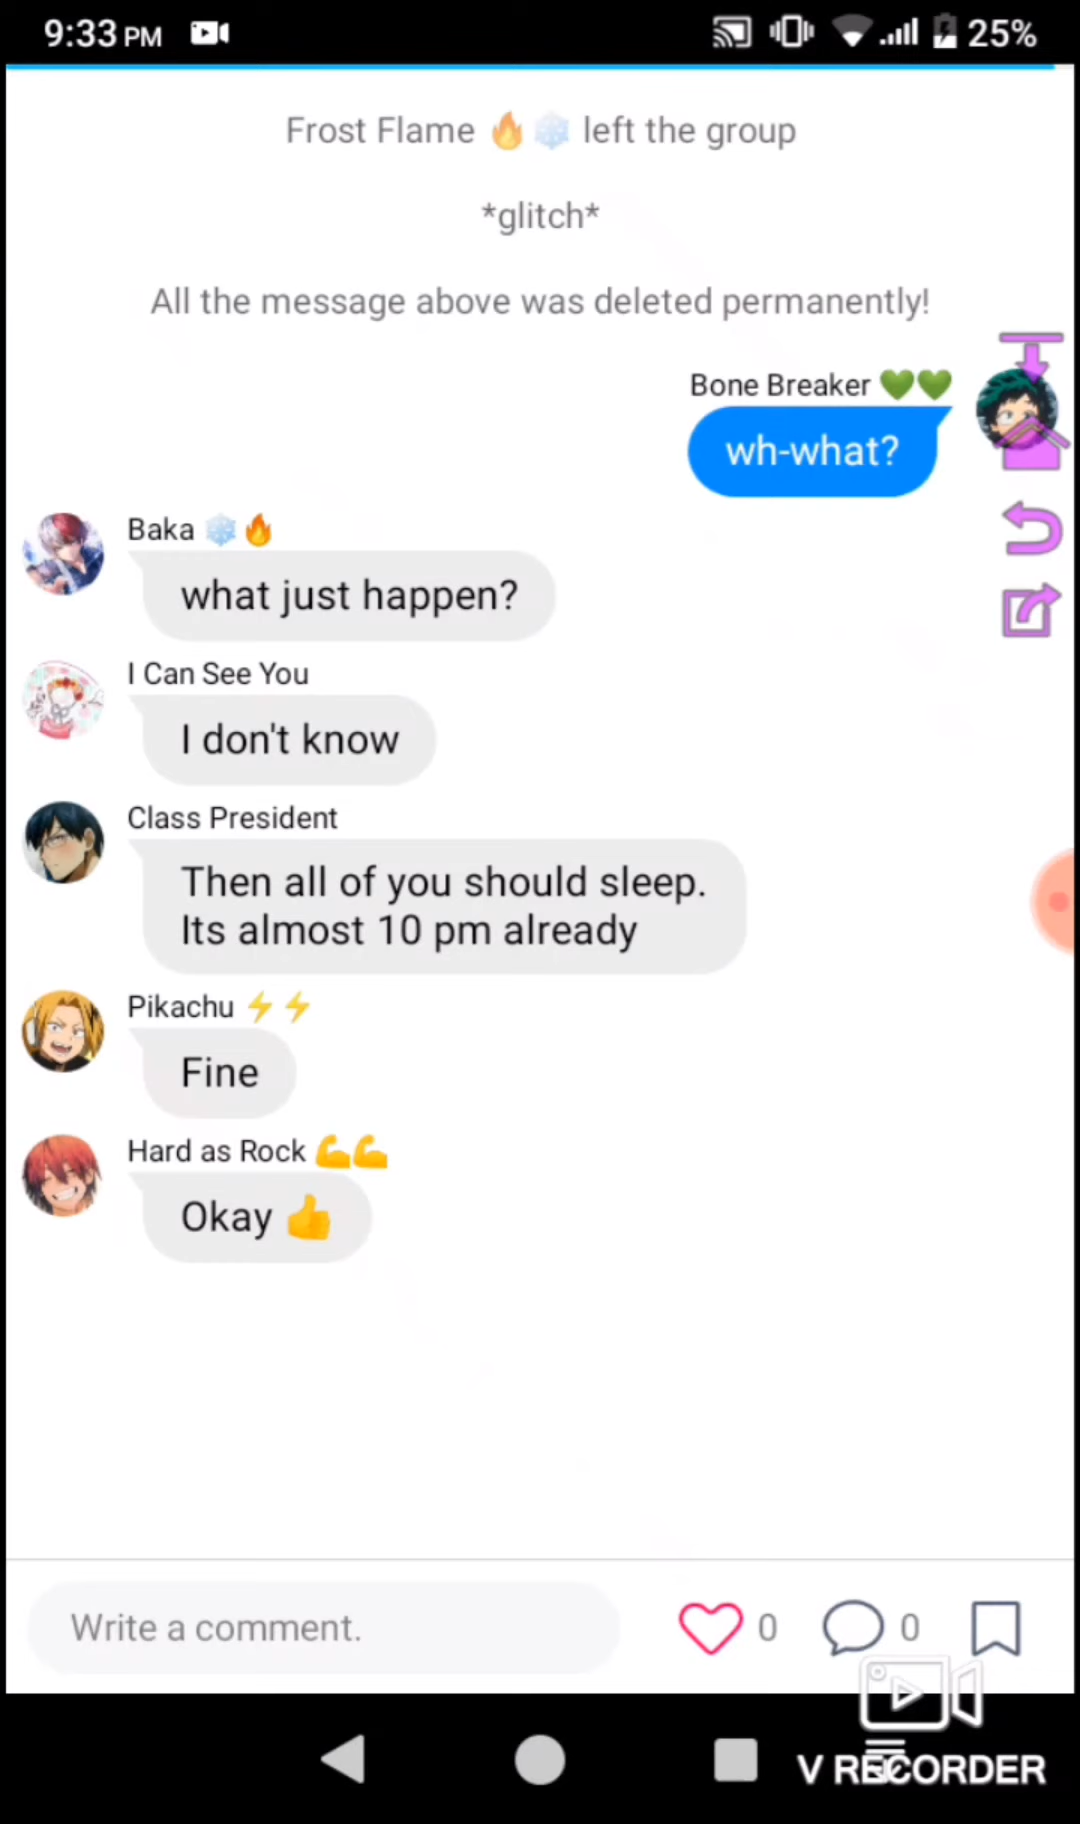 9:33 PM 25%
Frost Flame 🔥❄️ left the group
*glitch*
All the message above was deleted permanently!
Bone Breaker 💚💚
wh-what?
Baka ❄️🔥
what just happen?
I Can See You
I don't know
Class President
Then all of you should sleep.
Its almost 10 pm already
Pikachu ⚡⚡
Fine
Hard as Rock 💪💪
Okay 👍
Write a comment. 0 0
V RECORDER